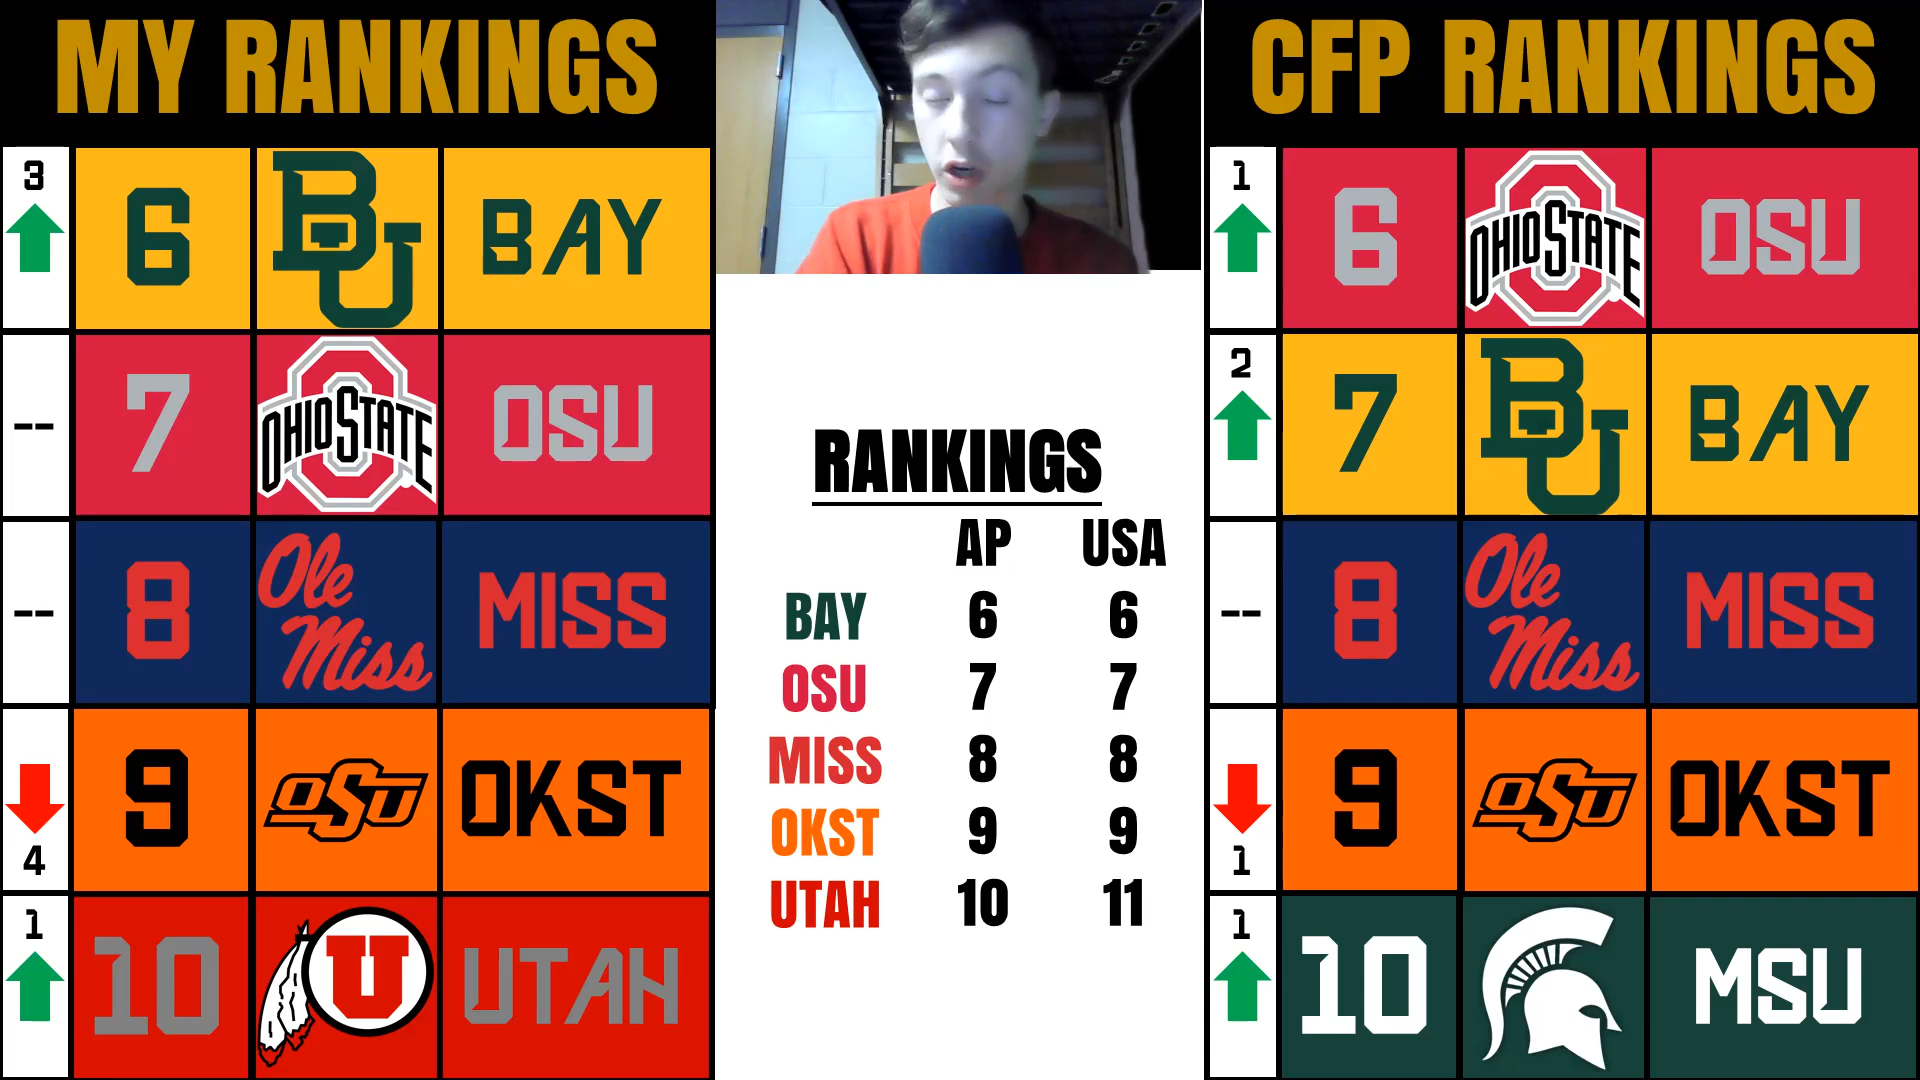 MY RANKINGS
3
6 BU BAY
-- 7 OHIO STATE OSU
-- 8 Ole Miss MISS
9 OSU OKST
4
1
10 U UTAH
RANKINGS
AP USA
BAY 6 6
OSU 7 7
MISS 8 8
OKST 9 9
UTAH 10 11
CFP RANKINGS
1
6 OHIO STATE OSU
2
7 BU BAY
-- 8 Ole Miss MISS
9 OSU OKST
1
1
10 MSU